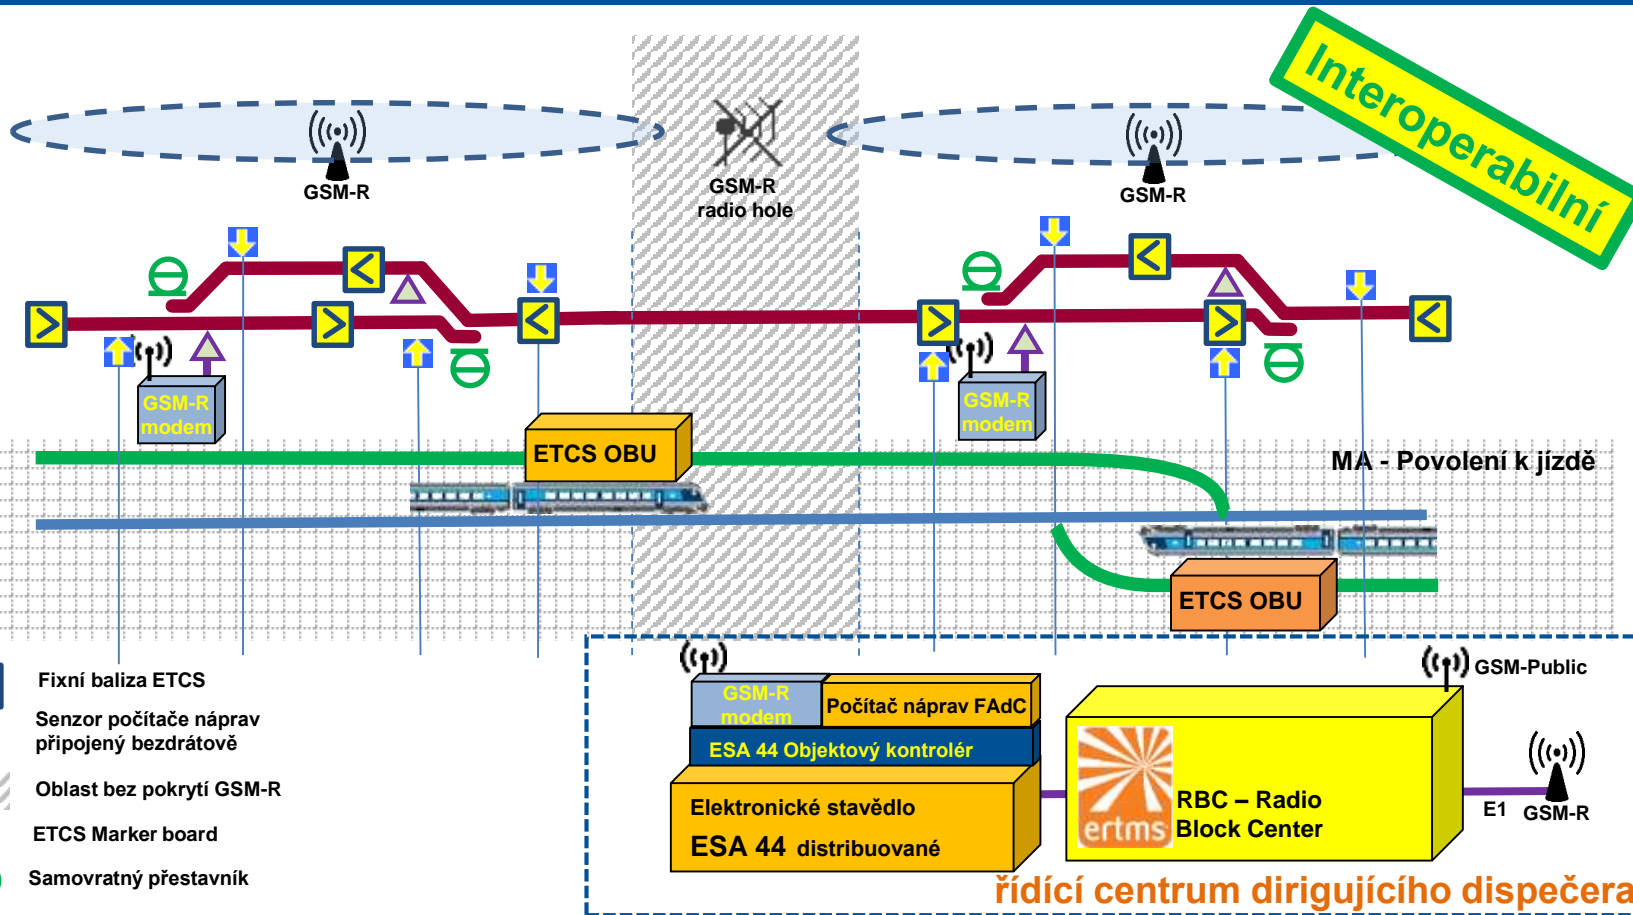 Interoperabilní
GSM-R
GSM-R
radio hole
GSM-R
GSM-R
modem
GSM-R
modem
ETCS OBU
MA - Povolení k jízdě
ETCS OBU
Fixní baliza ETCS
Senzor počítače náprav
připojený bezdrátově
Oblast bez pokrytí GSM-R
ETCS Marker board
Samovratný přestavník
GSM-Public
GSM-R
modem
Počítač náprav FAdC
ESA 44 Objektový kontrolér
Elektronické stavědlo
ESA 44 distribuované
ertms
RBC – Radio
Block Center
E1
GSM-R
řídící centrum dirigujícího dispečera